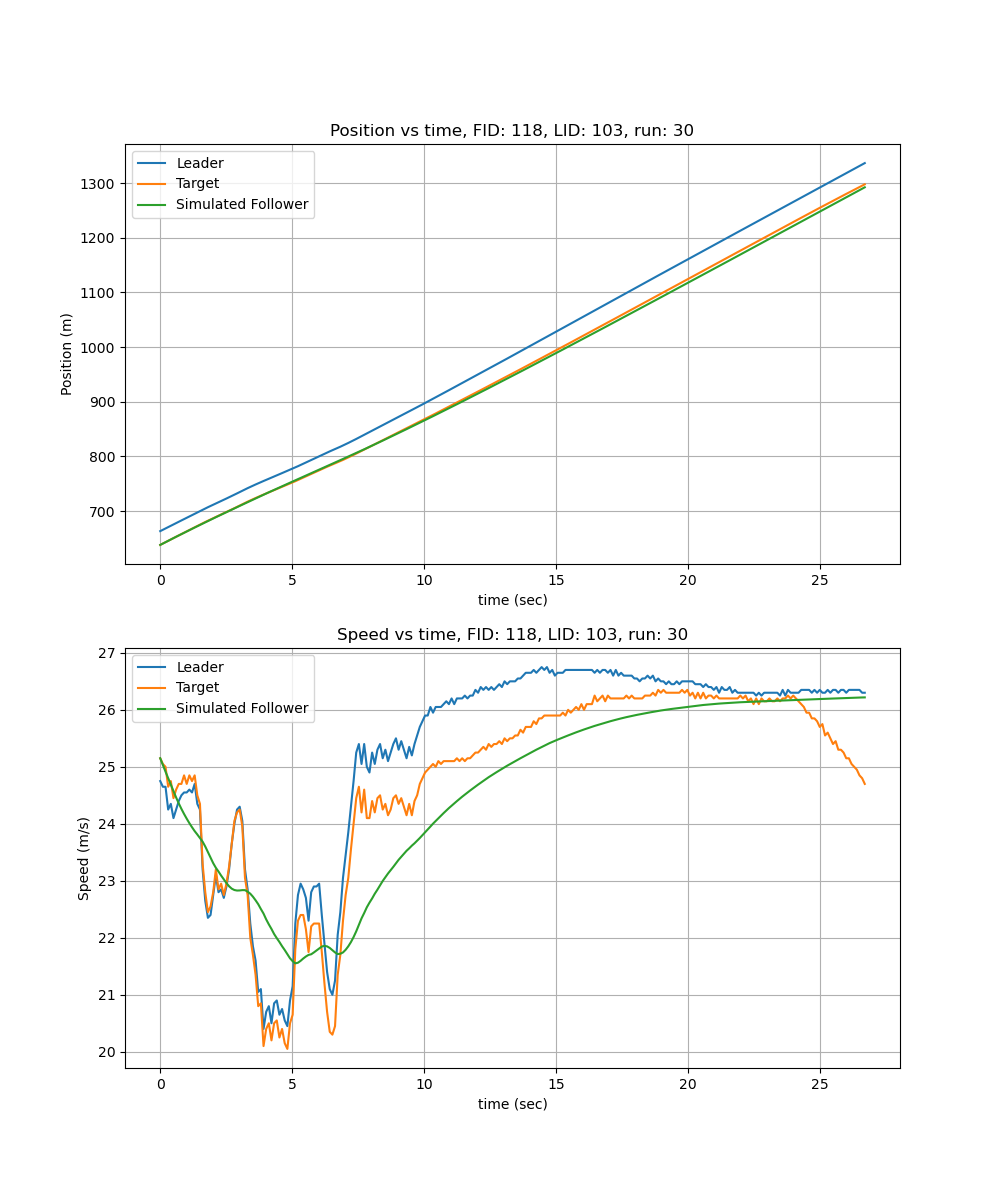 Position vs time, FID: 118, LID: 103, run: 30
Leader
Target
Simulated Follower
1300
1200
1100
1000
900
800
700
Position (m)
0 5 10 15 20 25
time (sec)
Speed vs time, FID: 118, LID: 103, run: 30
Leader
Target
Simulated Follower
27
26
25
24
23
22
21
20
Speed (m/s)
0 5 10 15 20 25
time (sec)